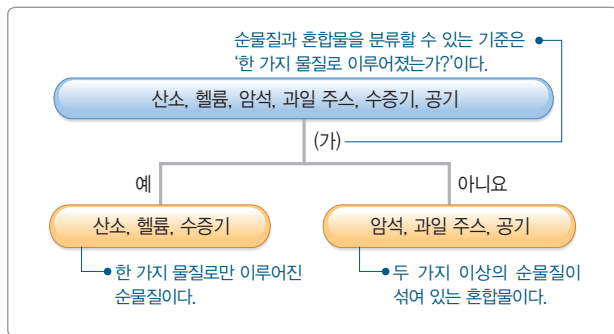 순물질과 혼합물을 분류할 수 있는 기준은
‘한 가지 물질로 이루어졌는가?’이다.
산소, 헬륨, 암석, 과일 주스, 수증기, 공기
(가)
예
아니요
산소, 헬륨, 수증기
암석, 과일 주스, 공기
한 가지 물질로만 이루어진
순물질이다.
두 가지 이상의 순물질이
섞여 있는 혼합물이다.